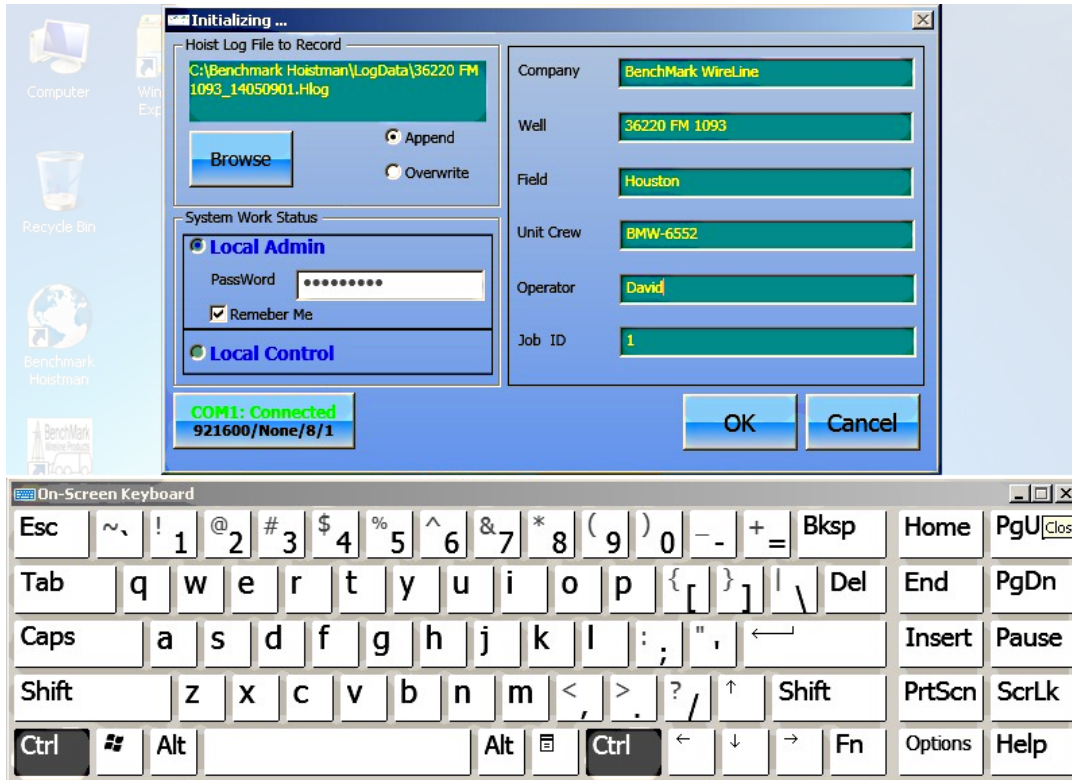 Initializing ...
Hoist Log File to Record
C:\Benchmark Hoistman\LogData\36220 FM
1093_14050901.Hlog
Browse
Append
Overwrite
System Work Status
Local Admin
PassWord
•••••••••
Remeber Me
Local Control
COM1: Connected
921600/None/8/1
Company BenchMark WireLine
Well 36220 FM 1093
Field Houston
Unit Crew BMW-6552
Operator David
Job ID 1
OK Cancel
Computer
Recycle Bin
Benchmark
Hoistman
BenchMark
Wireline Products
On-Screen Keyboard
Esc ~ ` ! 1 @ 2 # 3 $ 4 % 5 ^ 6 & 7 * 8 ( 9 ) 0 _ - + = Bksp Home PgU Clos
Tab q w e r t y u i o p { [ } ] | \ Del End PgDn
Caps a s d f g h j k l : ; " ' Insert Pause
Shift z x c v b n m < , > . ? / ↑ Shift PrtScn ScrLk
Ctrl Alt Alt Ctrl ← ↓ → Fn Options Help